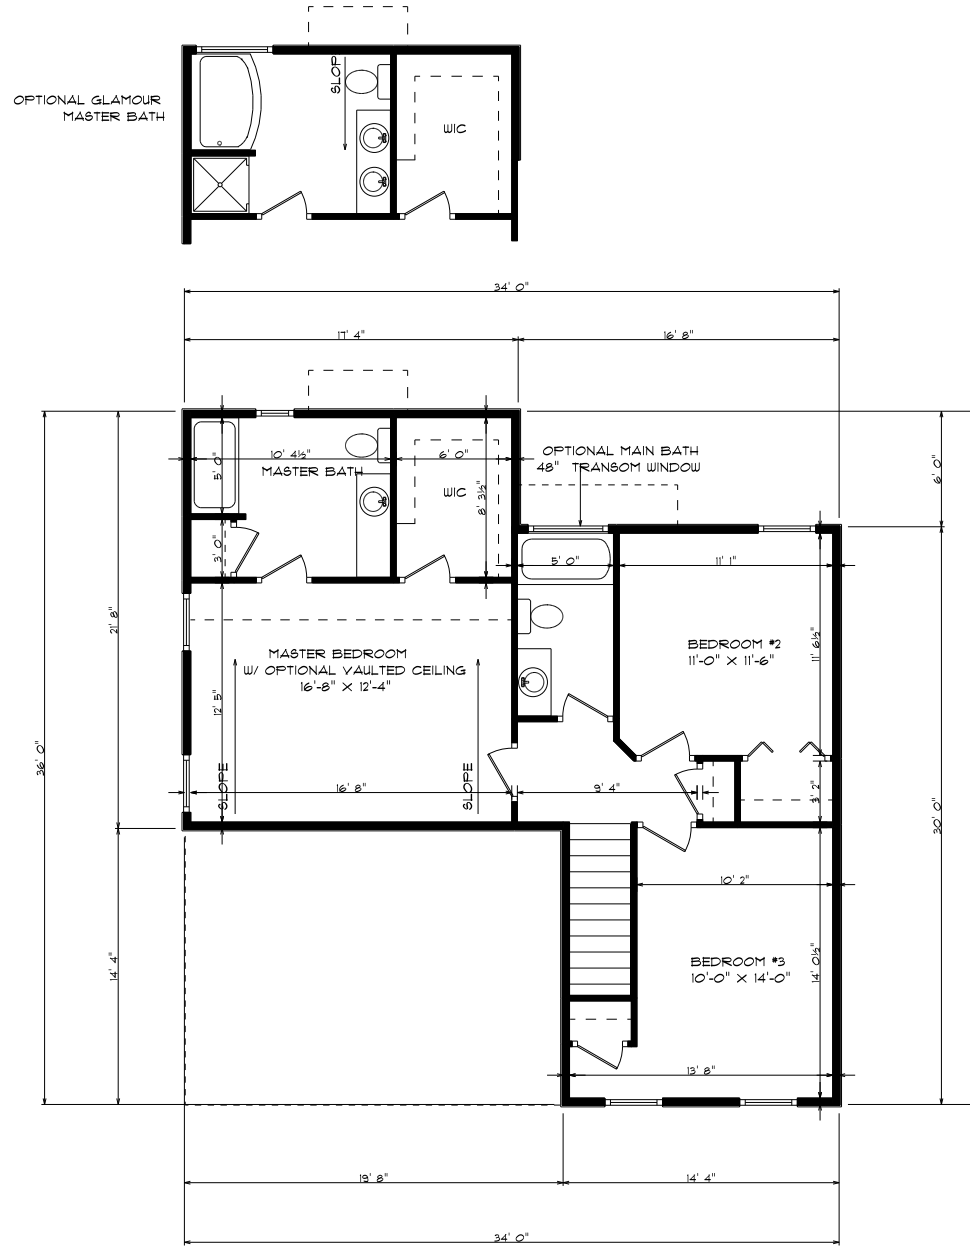 SLOP
OPTIONAL GLAMOUR
MASTER BATH
WIC
34' 0"
17' 4"
16' 8"
OPTIONAL MAIN BATH
48" TRANSOM WINDOW
10' 4½"
6' 0"
MASTER BATH
5' 0"
6' 0"
WIC
8' 3½"
3' 0"
5' 0"
11' 1"
21' 8"
11' 6½"
BEDROOM #2
11'-0" X 11'-6"
MASTER BEDROOM
W/ OPTIONAL VAULTED CEILING
16'-8" X 12'-4"
12' 5"
36' 0"
SLOPE
16' 8"
SLOPE
9' 4"
3' 2"
30' 0"
10' 2"
14' 4"
BEDROOM #3
10'-0" X 14'-0"
14' 0½"
13' 8"
19' 8"
14' 4"
34' 0"